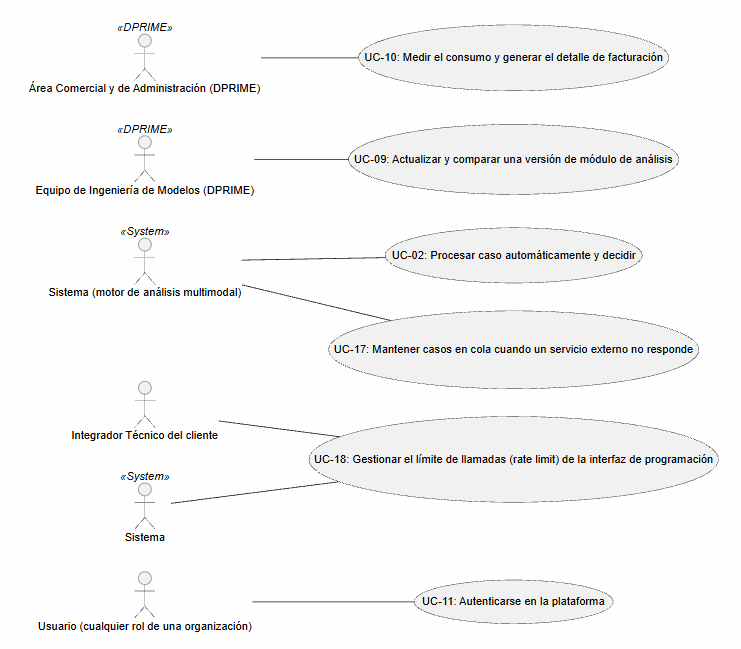 «DPRIME»
UC-10: Medir el consumo y generar el detalle de facturación
Área Comercial y de Administración (DPRIME)
«DPRIME»
UC-09: Actualizar y comparar una versión de módulo de análisis
Equipo de Ingeniería de Modelos (DPRIME)
«System»
UC-02: Procesar caso automáticamente y decidir
Sistema (motor de análisis multimodal)
UC-17: Mantener casos en cola cuando un servicio externo no responde
Integrador Técnico del cliente
UC-18: Gestionar el límite de llamadas (rate limit) de la interfaz de programación
«System»
Sistema
UC-11: Autenticarse en la plataforma
Usuario (cualquier rol de una organización)